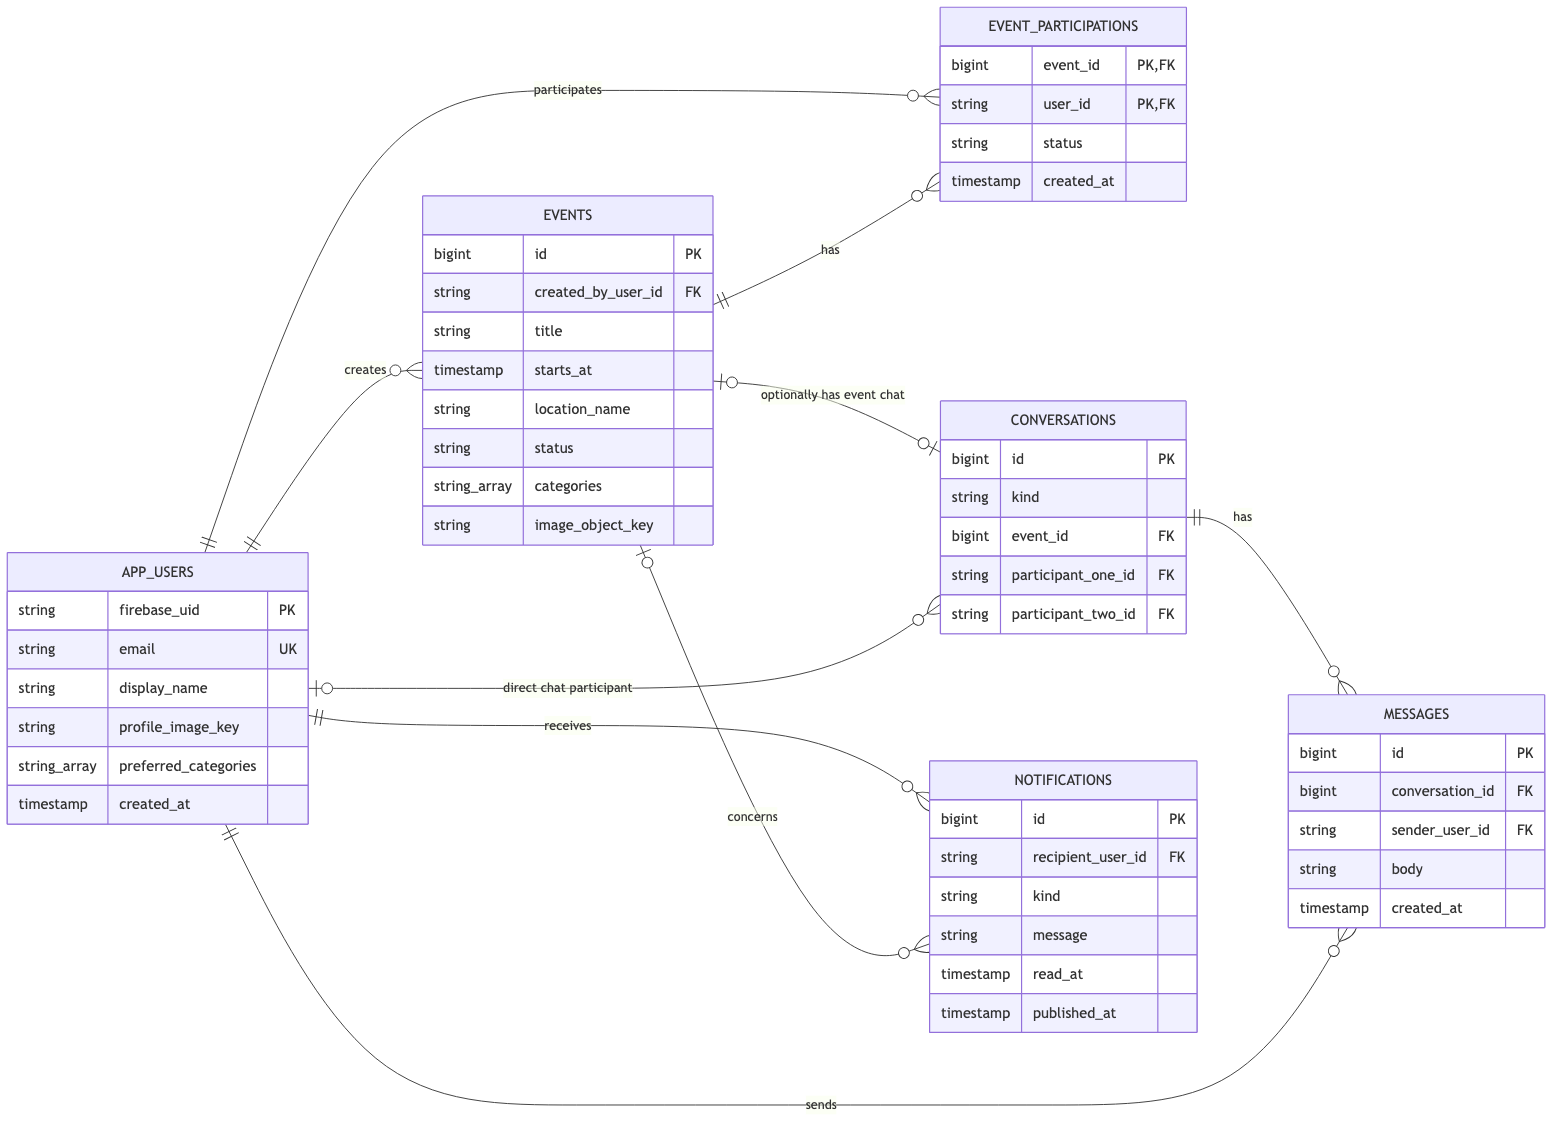 EVENT_PARTICIPATIONS
bigint event_id PK,FK
string user_id PK,FK
string status
timestamp created_at
participates
has
EVENTS
bigint id PK
string created_by_user_id FK
string title
timestamp starts_at
string location_name
string status
string_array categories
string image_object_key
creates
optionally has event chat
CONVERSATIONS
bigint id PK
string kind
bigint event_id FK
string participant_one_id FK
string participant_two_id FK
has
APP_USERS
string firebase_uid PK
string email UK
string display_name
string profile_image_key
string_array preferred_categories
timestamp created_at
direct chat participant
receives
concerns
NOTIFICATIONS
bigint id PK
string recipient_user_id FK
string kind
string message
timestamp read_at
timestamp published_at
MESSAGES
bigint id PK
bigint conversation_id FK
string sender_user_id FK
string body
timestamp created_at
sends